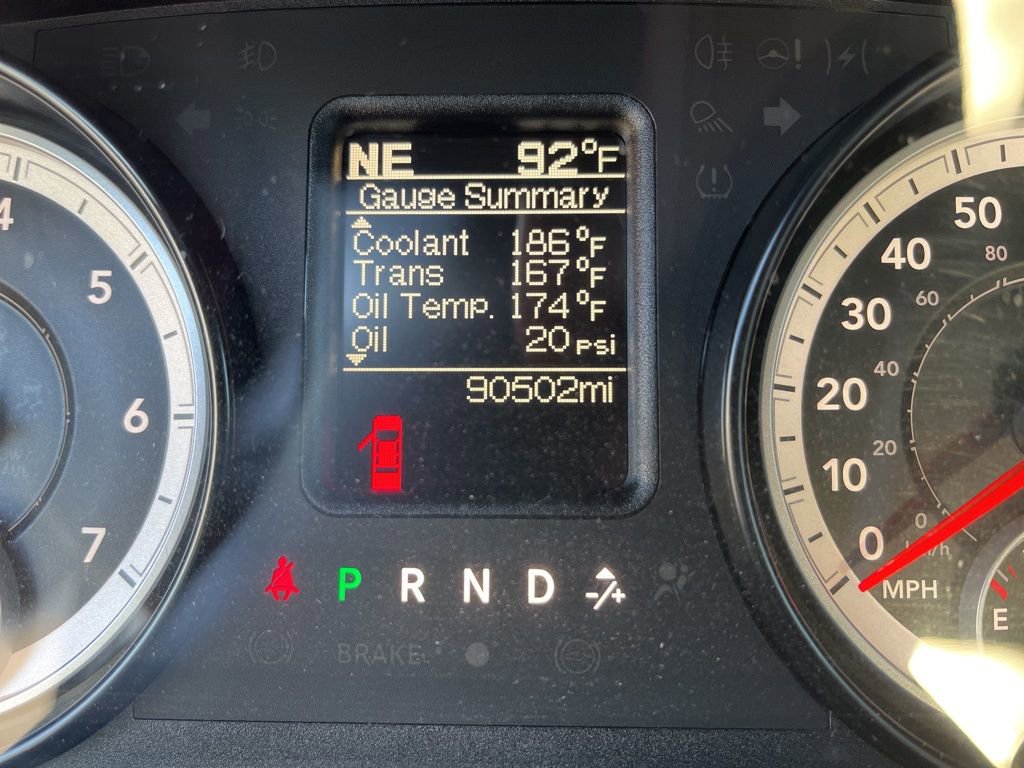 NE 92°F
Gauge Summary
Coolant 186°F
Trans 167°F
Oil Temp. 174°F
Oil 20 psi
90502mi
P R N D -/+
BRAKE
4
5
6
7
50
40
30
20
10
0
MPH
80
60
40
20
0
km/h
E